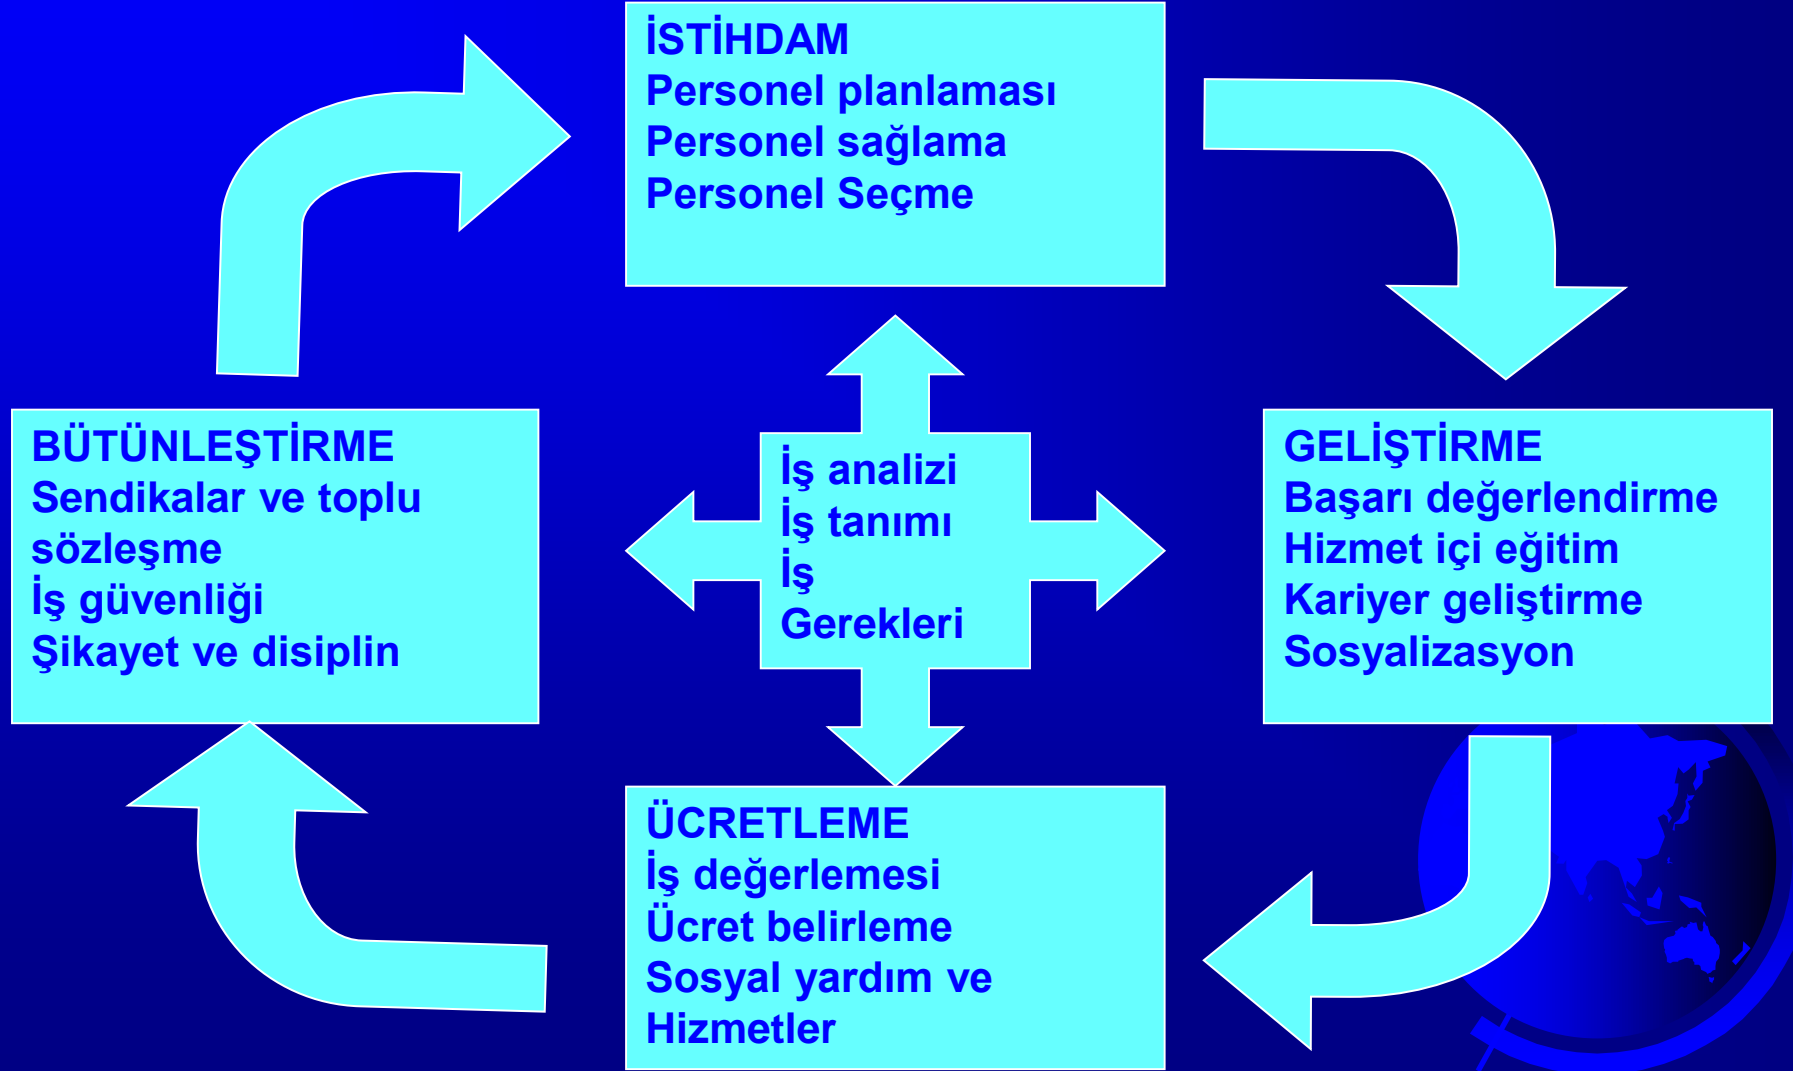 İSTİHDAM
Personel planlaması
Personel sağlama
Personel Seçme
BÜTÜNLEŞTİRME
Sendikalar ve toplu
sözleşme
İş güvenliği
Şikayet ve disiplin
İş analizi
İş tanımı
İş
Gerekleri
GELİŞTİRME
Başarı değerlendirme
Hizmet içi eğitim
Kariyer geliştirme
Sosyalizasyon
ÜCRETLEME
İş değerlemesi
Ücret belirleme
Sosyal yardım ve
Hizmetler